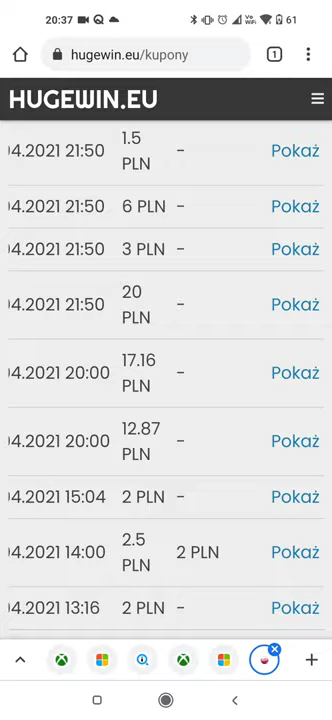 20:37 61
hugewin.eu/kupony 1
HUGEWIN.EU
04.2021 21:50 1.5 PLN - Pokaż
04.2021 21:50 6 PLN - Pokaż
04.2021 21:50 3 PLN - Pokaż
04.2021 21:50 20 PLN - Pokaż
04.2021 20:00 17.16 PLN - Pokaż
04.2021 20:00 12.87 PLN - Pokaż
04.2021 15:04 2 PLN - Pokaż
04.2021 14:00 2.5 PLN 2 PLN Pokaż
04.2021 13:16 2 PLN - Pokaż